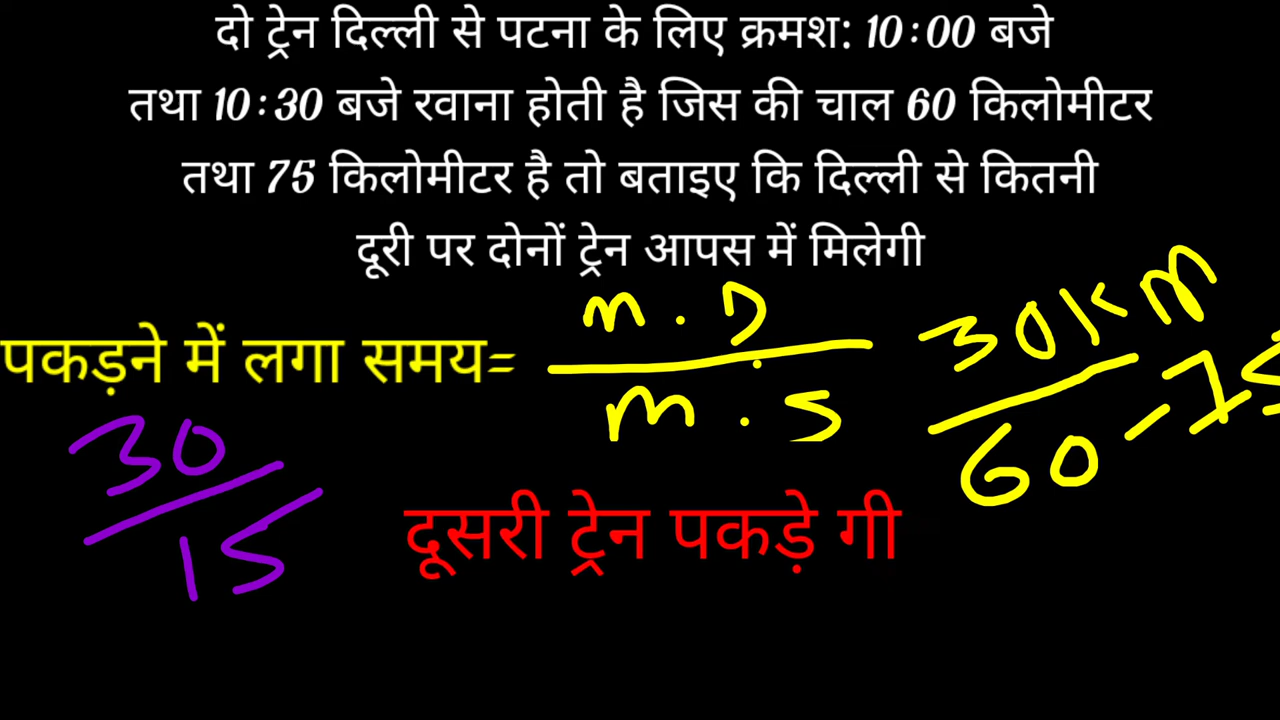 दो ट्रेन दिल्ली से पटना के लिए क्रमश: 10:00 बजे
तथा 10:30 बजे रवाना होती है जिस की चाल 60 किलोमीटर
तथा 75 किलोमीटर है तो बताइए कि दिल्ली से कितनी
दूरी पर दोनों ट्रेन आपस में मिलेगी
पकड़ने में लगा समय=
m.D
m.S
30km
60-75
30
15
दूसरी ट्रेन पकड़े गी